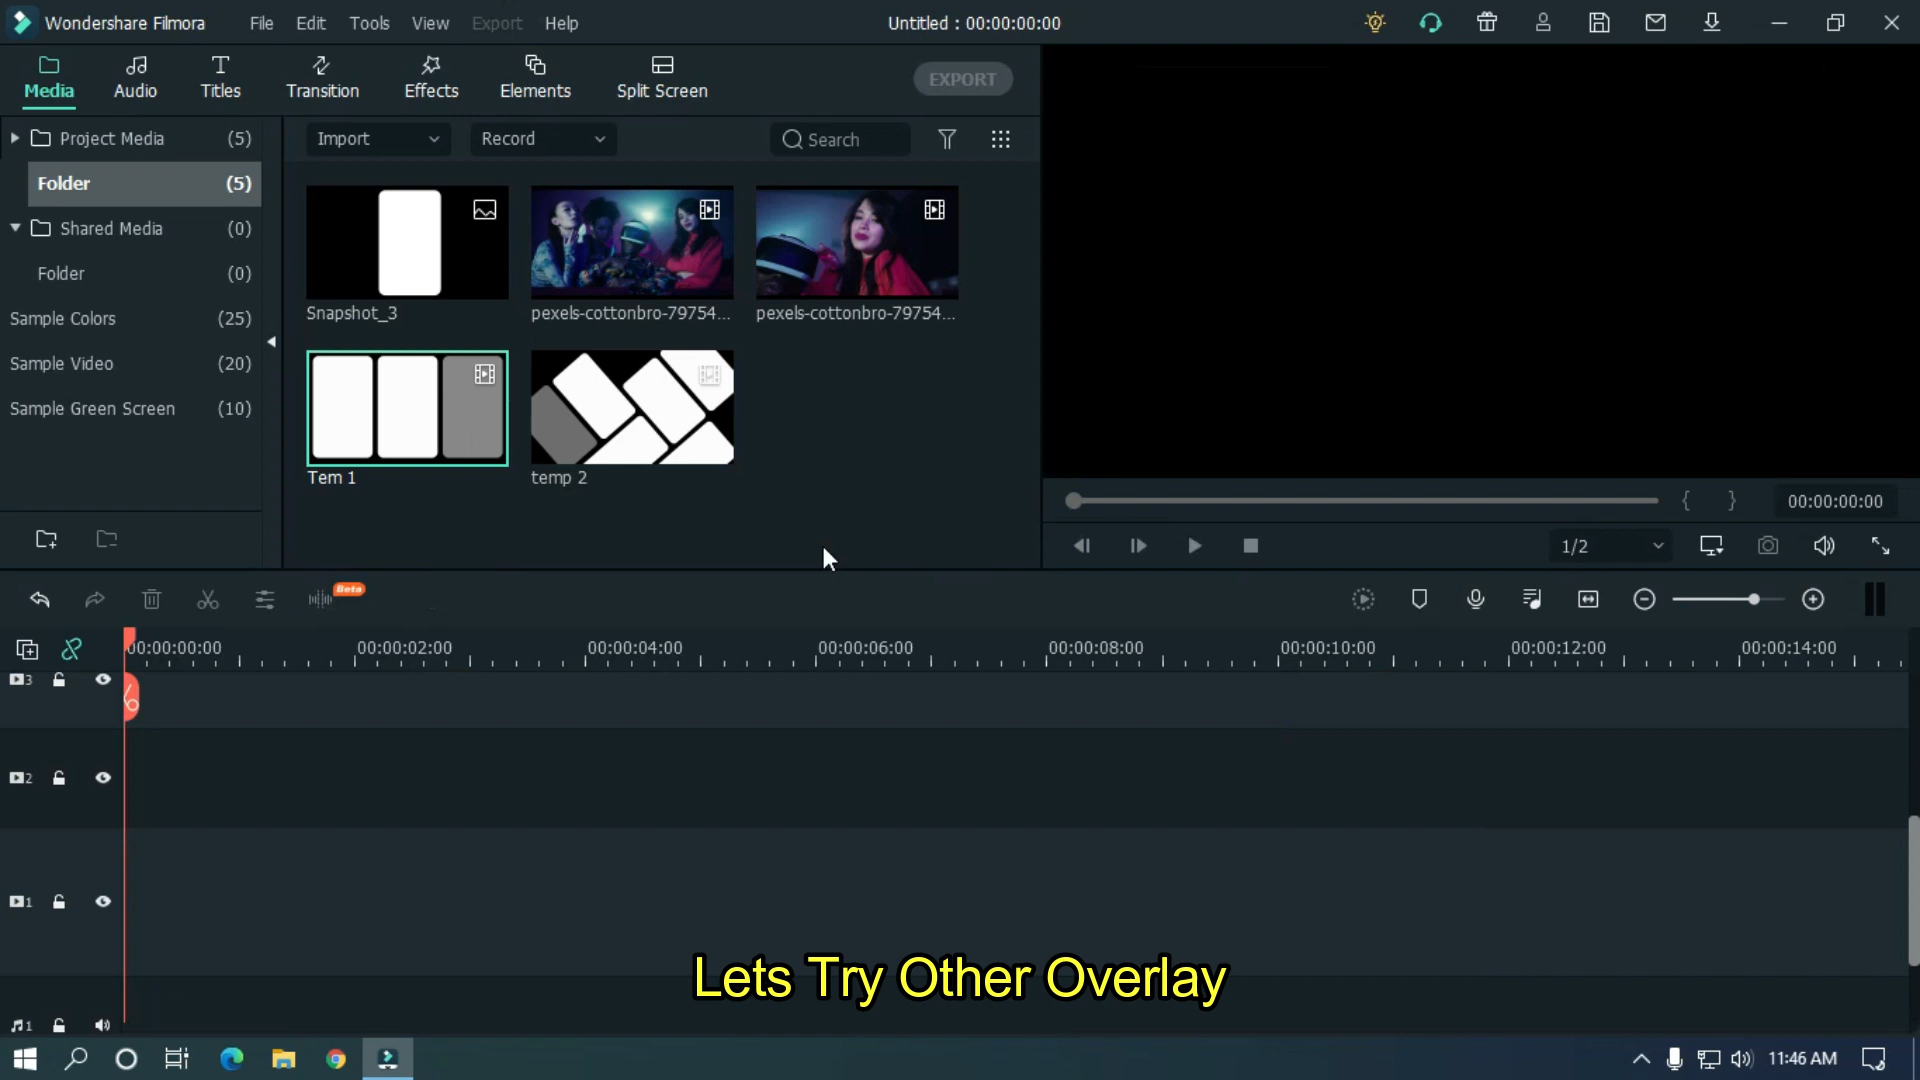 Wondershare Filmora File Edit Tools View Export Help Untitled : 00:00:00:00
Media Audio Titles Transition Effects Elements Split Screen EXPORT
Project Media (5)
Folder (5)
Shared Media (0)
Folder (0)
Sample Colors (25)
Sample Video (20)
Sample Green Screen (10)
Import Record Search
Snapshot_3 pexels-cottonbro-79754... pexels-cottonbro-79754...
Tem 1 temp 2
{ } 00:00:00:00
1/2
Beta
00:00:00:00 00:00:02:00 00:00:04:00 00:00:06:00 00:00:08:00 00:00:10:00 00:00:12:00 00:00:14:00
3
2
1
Lets Try Other Overlay
1
11:46 AM